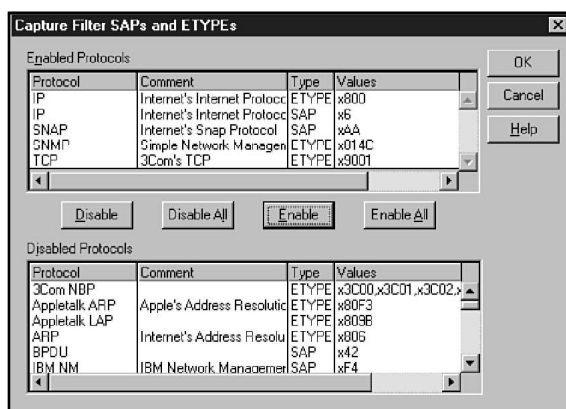 Capture Filter SAPs and ETYPEs
Enabled Protocols
Protocol Comment Type Values
IP Internet's Internet Protocc ETYPE x800
IP Internet's Internet Protocc SAP x6
SNAP Internet's Snap Protocol SAP xAA
SNMP Simple Network Managen ETYPE x014C
TCP 3Com's TCP ETYPE x9001
OK
Cancel
Help
Disable Disable All Enable Enable All
Disabled Protocols
Protocol Comment Type Values
3Com NBP ETYPE x3C00,x3C01,x3C02,x
Appletalk ARP Apple's Address Resolutic ETYPE x80F3
Appletalk LAP ETYPE x809B
ARP Internet's Address Resolu ETYPE x806
BPDU SAP x42
IBM NM IBM Network Managemer SAP xF4